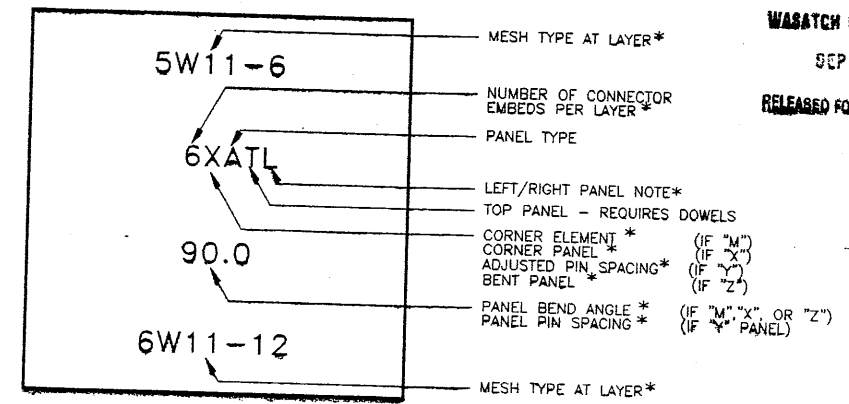 WASATCH
SEP
RELEASED FO
5W11-6
MESH TYPE AT LAYER*
NUMBER OF CONNECTOR
EMBEDS PER LAYER*
PANEL TYPE
6XATL
LEFT/RIGHT PANEL NOTE*
TOP PANEL - REQUIRES DOWELS
CORNER ELEMENT * (IF "M")
CORNER PANEL * (IF "X")
ADJUSTED PIN SPACING* (IF "Y")
BENT PANEL * (IF "Z")
90.0
PANEL BEND ANGLE * (IF "M","X", OR "Z")
PANEL PIN SPACING * (IF "Y" PANEL)
6W11-12
MESH TYPE AT LAYER*